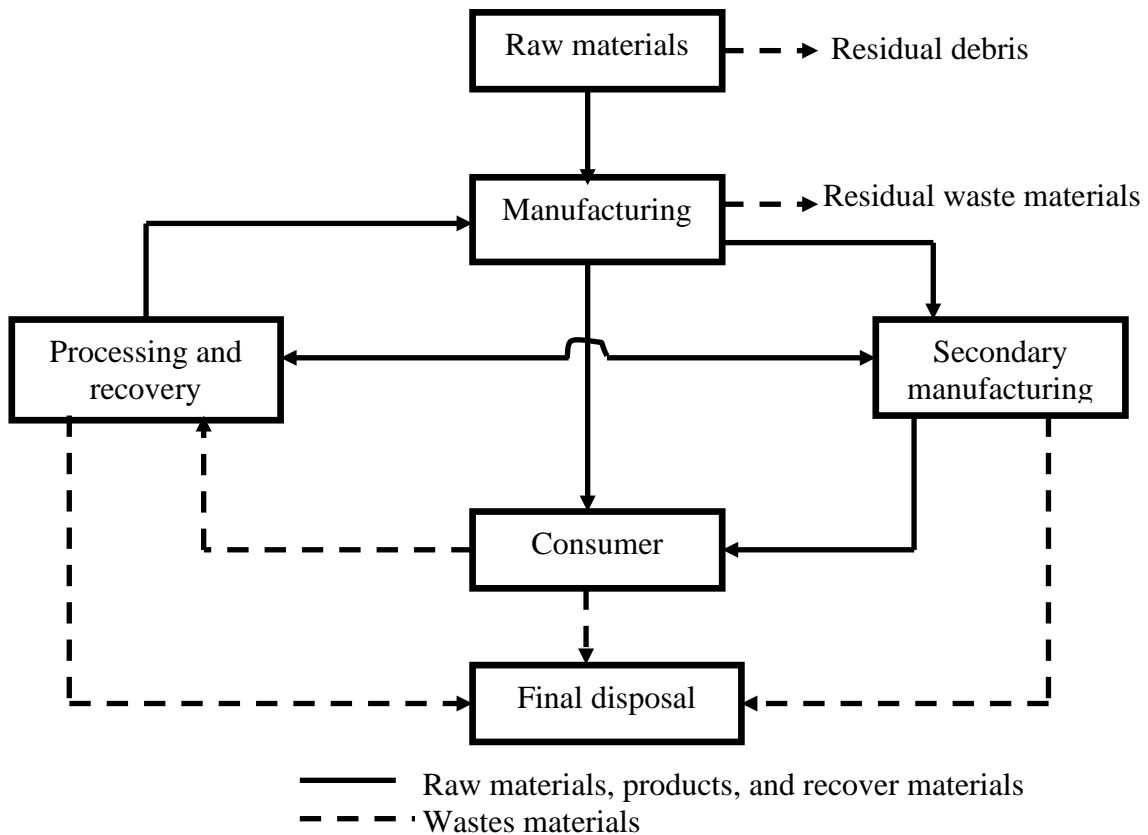 Raw materials
Residual debris
Manufacturing
Residual waste materials
Processing and
recovery
Secondary
manufacturing
Consumer
Final disposal
Raw materials, products, and recover materials
Wastes materials